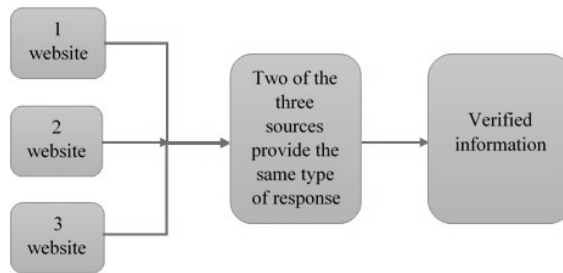 1
website
2
website
3
website
Two of the
three
sources
provide the
same type
of response
Verified
information